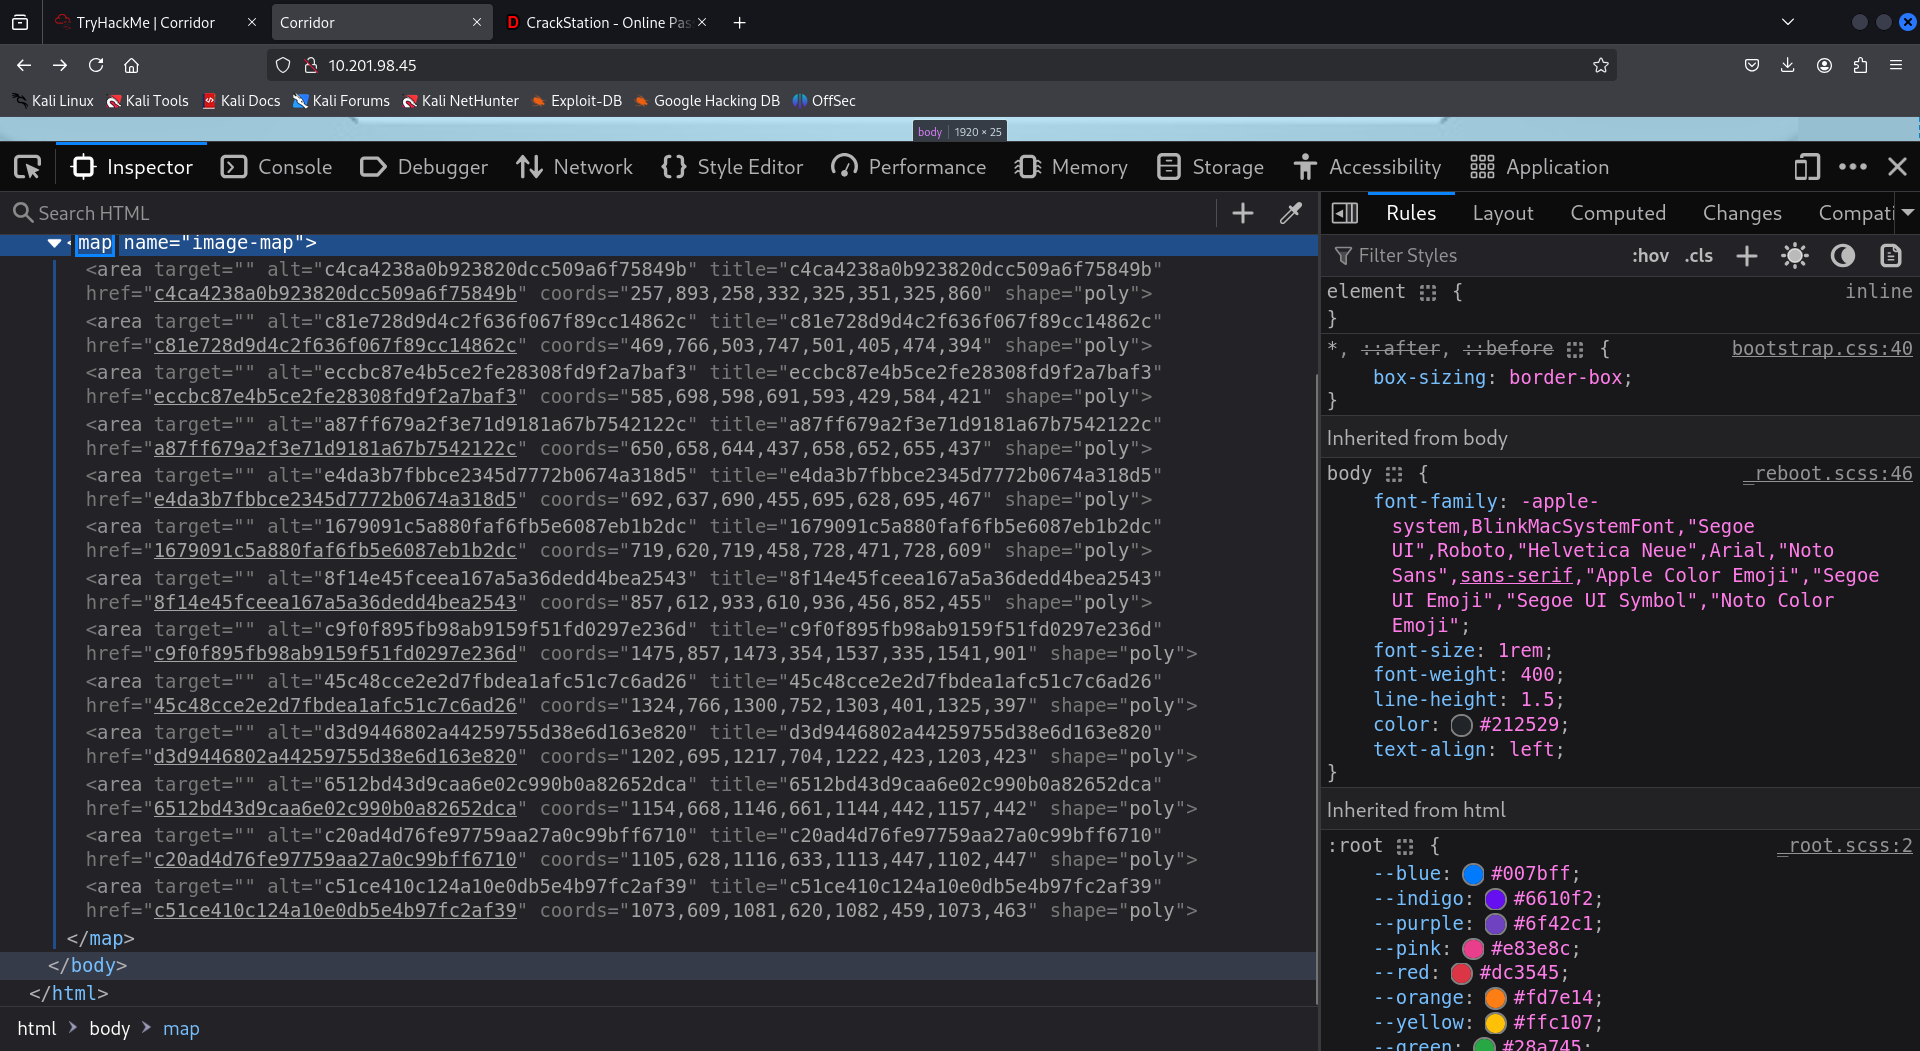 TryHackMe | Corridor
Corridor
CrackStation - Online Pas
10.201.98.45
Kali Linux Kali Tools Kali Docs Kali Forums Kali NetHunter Exploit-DB Google Hacking DB OffSec
body 1920 × 25
Inspector Console Debugger Network Style Editor Performance Memory Storage Accessibility Application
Search HTML
map name="image-map">
<area target="" alt="c4ca4238a0b923820dcc509a6f75849b" title="c4ca4238a0b923820dcc509a6f75849b"
href="c4ca4238a0b923820dcc509a6f75849b" coords="257,893,258,332,325,351,325,860" shape="poly">
<area target="" alt="c81e728d9d4c2f636f067f89cc14862c" title="c81e728d9d4c2f636f067f89cc14862c"
href="c81e728d9d4c2f636f067f89cc14862c" coords="469,766,503,747,501,405,474,394" shape="poly">
<area target="" alt="eccbc87e4b5ce2fe28308fd9f2a7baf3" title="eccbc87e4b5ce2fe28308fd9f2a7baf3"
href="eccbc87e4b5ce2fe28308fd9f2a7baf3" coords="585,698,598,691,593,429,584,421" shape="poly">
<area target="" alt="a87ff679a2f3e71d9181a67b7542122c" title="a87ff679a2f3e71d9181a67b7542122c"
href="a87ff679a2f3e71d9181a67b7542122c" coords="650,658,644,437,658,652,655,437" shape="poly">
<area target="" alt="e4da3b7fbbce2345d7772b0674a318d5" title="e4da3b7fbbce2345d7772b0674a318d5"
href="e4da3b7fbbce2345d7772b0674a318d5" coords="692,637,690,455,695,628,695,467" shape="poly">
<area target="" alt="1679091c5a880faf6fb5e6087eb1b2dc" title="1679091c5a880faf6fb5e6087eb1b2dc"
href="1679091c5a880faf6fb5e6087eb1b2dc" coords="719,620,719,458,728,471,728,609" shape="poly">
<area target="" alt="8f14e45fceea167a5a36dedd4bea2543" title="8f14e45fceea167a5a36dedd4bea2543"
href="8f14e45fceea167a5a36dedd4bea2543" coords="857,612,933,610,936,456,852,455" shape="poly">
<area target="" alt="c9f0f895fb98ab9159f51fd0297e236d" title="c9f0f895fb98ab9159f51fd0297e236d"
href="c9f0f895fb98ab9159f51fd0297e236d" coords="1475,857,1473,354,1537,335,1541,901" shape="poly">
<area target="" alt="45c48cce2e2d7fbdea1afc51c7c6ad26" title="45c48cce2e2d7fbdea1afc51c7c6ad26"
href="45c48cce2e2d7fbdea1afc51c7c6ad26" coords="1324,766,1300,752,1303,401,1325,397" shape="poly">
<area target="" alt="d3d9446802a44259755d38e6d163e820" title="d3d9446802a44259755d38e6d163e820"
href="d3d9446802a44259755d38e6d163e820" coords="1202,695,1217,704,1222,423,1203,423" shape="poly">
<area target="" alt="6512bd43d9caa6e02c990b0a82652dca" title="6512bd43d9caa6e02c990b0a82652dca"
href="6512bd43d9caa6e02c990b0a82652dca" coords="1154,668,1146,661,1144,442,1157,442" shape="poly">
<area target="" alt="c20ad4d76fe97759aa27a0c99bff6710" title="c20ad4d76fe97759aa27a0c99bff6710"
href="c20ad4d76fe97759aa27a0c99bff6710" coords="1105,628,1116,633,1113,447,1102,447" shape="poly">
<area target="" alt="c51ce410c124a10e0db5e4b97fc2af39" title="c51ce410c124a10e0db5e4b97fc2af39"
href="c51ce410c124a10e0db5e4b97fc2af39" coords="1073,609,1081,620,1082,459,1073,463" shape="poly">
</map>
</body>
</html>
html body map
Rules Layout Computed Changes Compati
Filter Styles :hov .cls
element { inline
}
*, ::after, ::before { bootstrap.css:40
box-sizing: border-box;
}
Inherited from body
body { _reboot.scss:46
font-family: -apple-
system,BlinkMacSystemFont,"Segoe
UI",Roboto,"Helvetica Neue",Arial,"Noto
Sans",sans-serif,"Apple Color Emoji","Segoe
UI Emoji","Segoe UI Symbol","Noto Color
Emoji";
font-size: 1rem;
font-weight: 400;
line-height: 1.5;
color: #212529;
text-align: left;
}
Inherited from html
:root { _root.scss:2
--blue: #007bff;
--indigo: #6610f2;
--purple: #6f42c1;
--pink: #e83e8c;
--red: #dc3545;
--orange: #fd7e14;
--yellow: #ffc107;
--green: #28a745;